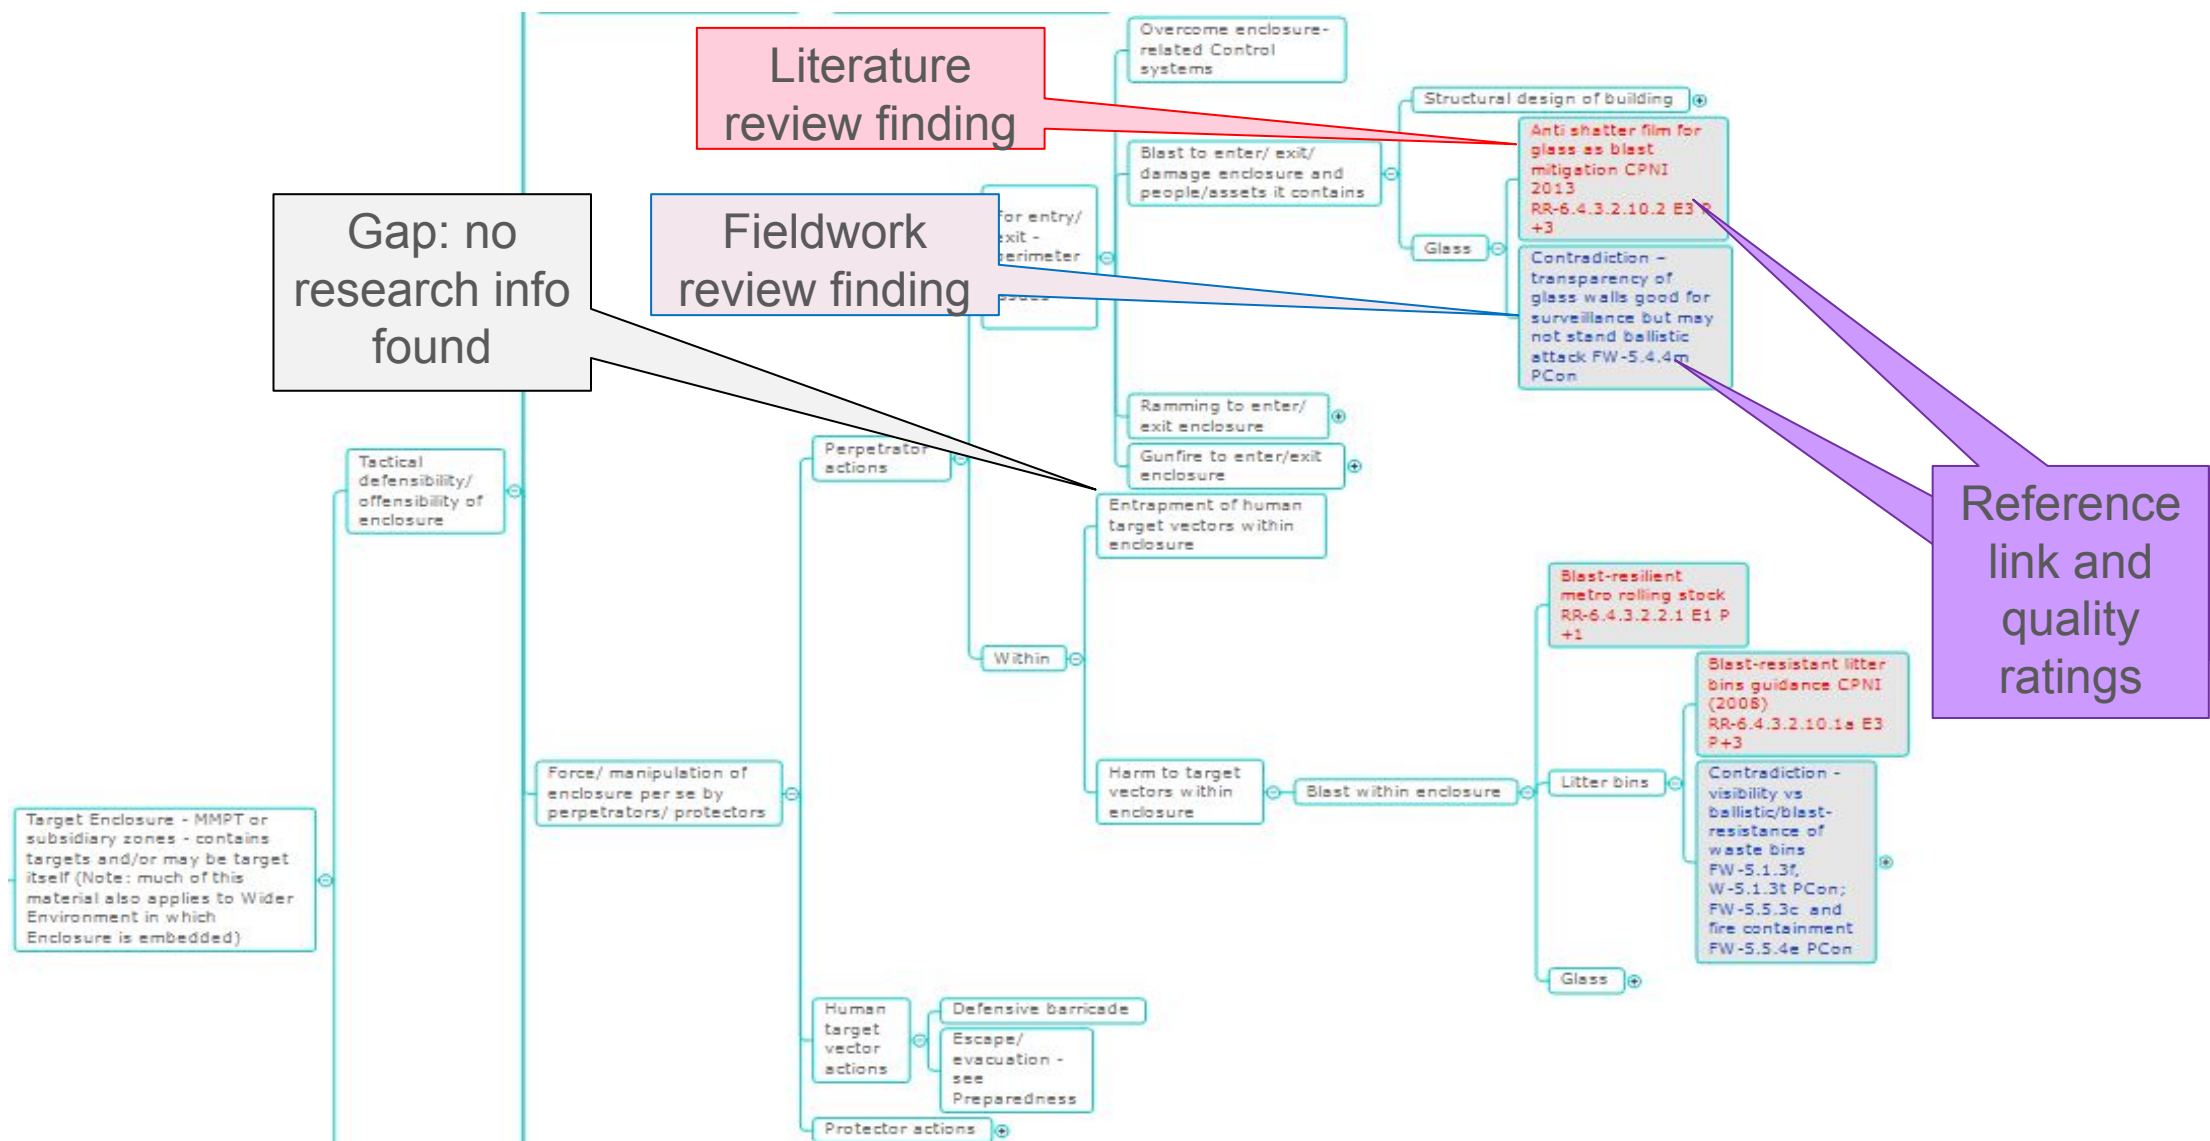 Overcome enclosure-
related Control
systems
Literature
review finding
Structural design of building
Anti shatter film for
glass as blast
mitigation CPNI
2013
RR-6.4.3.2.10.2 E3 P
+3
Blast to enter/ exit/
damage enclosure and
people/assets it contains
Gap: no
research info
found
Fieldwork
review finding
For entry/
exit -
perimeter
issues
Glass
Contradiction –
transparency of
glass walls good for
surveillance but may
not stand ballistic
attack FW-5.4.4m
PCon
Ramming to enter/
exit enclosure
Gunfire to enter/exit
enclosure
Perpetrator
actions
Tactical
defensibility/
offensibility of
enclosure
Entrapment of human
target vectors within
enclosure
Reference
link and
quality
ratings
Within
Blast-resilient
metro rolling stock
RR-6.4.3.2.2.1 E1 P
+1
Blast-resistant litter
bins guidance CPNI
(2008)
RR-6.4.3.2.10.1a E3
P+3
Force/ manipulation of
enclosure per se by
perpetrators/ protectors
Harm to target
vectors within
enclosure
Blast within enclosure
Litter bins
Contradiction -
visibility vs
ballistic/blast-
resistance of
waste bins
FW-5.1.3f,
W-5.1.3t PCon;
FW-5.5.3c and
fire containment
FW-5.5.4e PCon
Target Enclosure - MMPT or
subsidiary zones - contains
targets and/or may be target
itself (Note: much of this
material also applies to Wider
Environment in which
Enclosure is embedded)
Glass
Human
target
vector
actions
Defensive barricade
Escape/
evacuation -
see
Preparedness
Protector actions